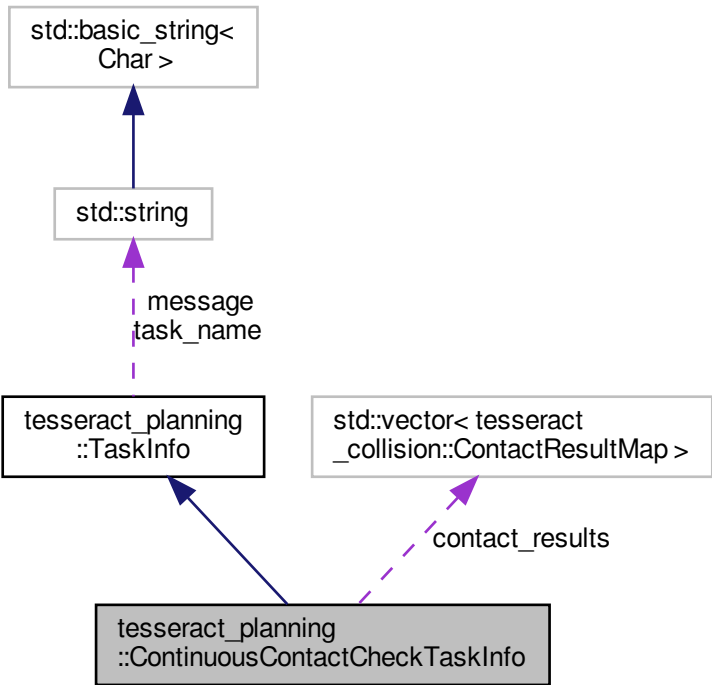 std::basic_string<
Char >
std::string
message
task_name
tesseract_planning
::TaskInfo
std::vector< tesseract
_collision::ContactResultMap >
contact_results
tesseract_planning
::ContinuousContactCheckTaskInfo